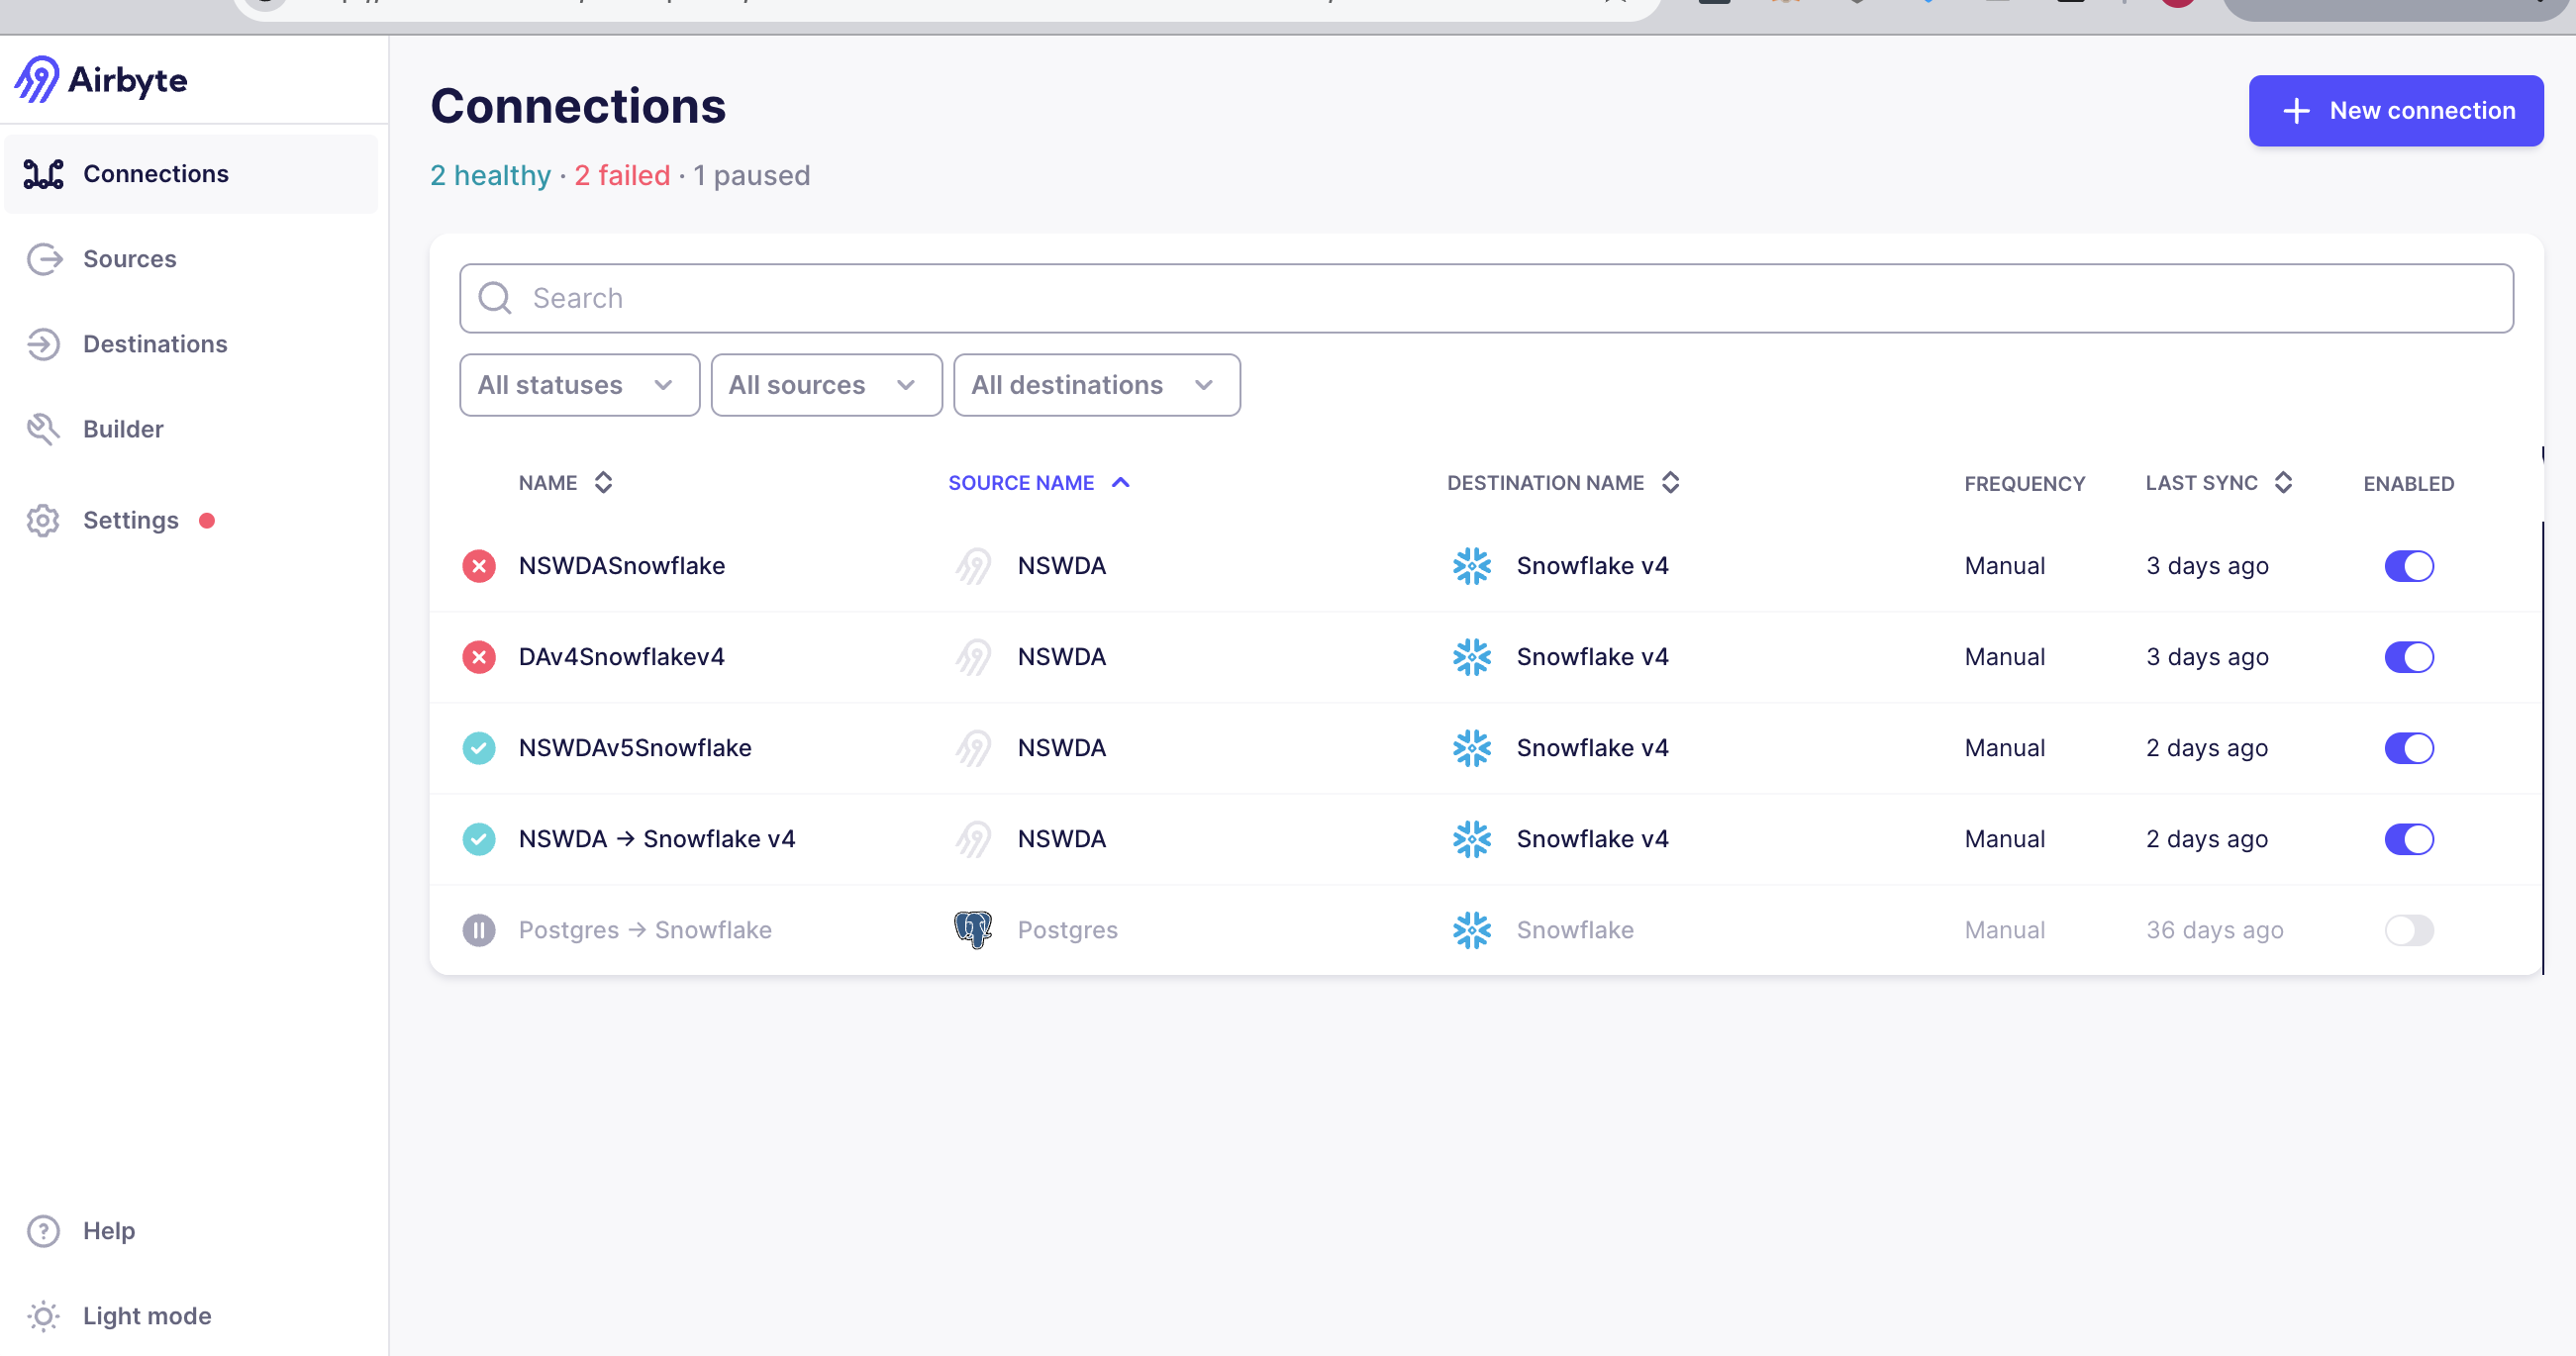 Airbyte
Connections
Sources
Destinations
Builder
Settings
Help
Light mode
Connections
New connection
2 healthy · 2 failed · 1 paused
Search
All statuses All sources All destinations
NAME SOURCE NAME DESTINATION NAME FREQUENCY LAST SYNC ENABLED
NSWDASnowflake NSWDA Snowflake v4 Manual 3 days ago
DAv4Snowflakev4 NSWDA Snowflake v4 Manual 3 days ago
NSWDAv5Snowflake NSWDA Snowflake v4 Manual 2 days ago
NSWDA → Snowflake v4 NSWDA Snowflake v4 Manual 2 days ago
Postgres → Snowflake Postgres Snowflake Manual 36 days ago